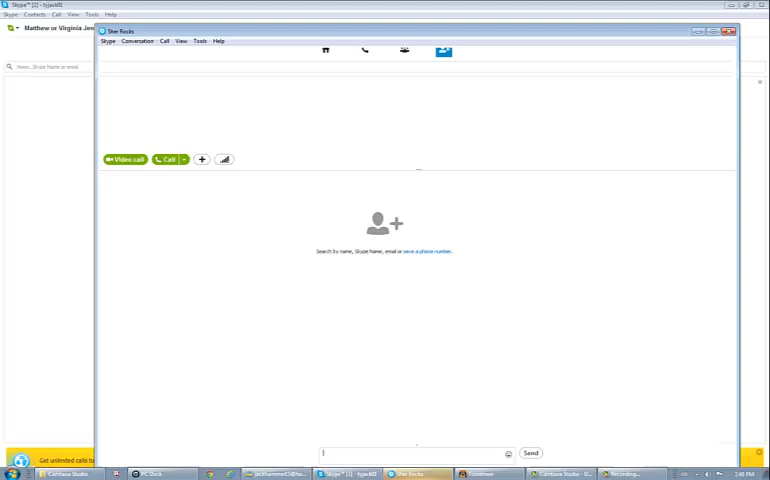 Skype™ [2] - tyjack01
Skype Contacts Call View Tools Help
Matthew or Virginia Jen
Name, Skype Name or email
Sher Rocks
Skype Conversation Call View Tools Help
Video call
Call
Search by name, Skype Name, email or save a phone number.
Send
Get unlimited calls to
Camtasia Studio
PC Dock
jackhammer15@ho...
Skype™ [2] - tyjack01
Sher Rocks
Camtasia Studio - U...
Recording...
2:48 PM